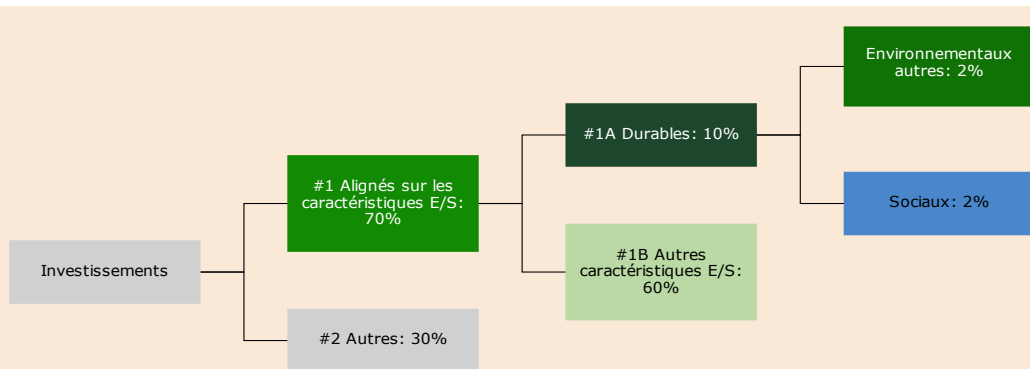 Environnementaux
autres: 2%
#1A Durables: 10%
#1 Alignés sur les
caractéristiques E/S:
70%
Sociaux: 2%
Investissements
#1B Autres
caractéristiques E/S:
60%
#2 Autres: 30%